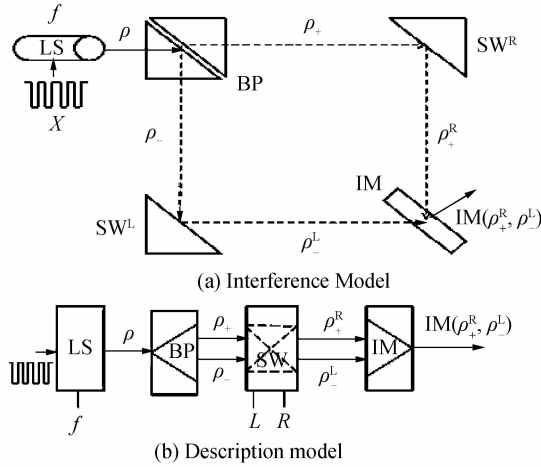 f
LS
ρ
ρ₊
SWᴿ
BP
X
ρ₋
ρ₊ᴿ
IM
SWᴸ
ρ₋ᴸ
IM(ρ₊ᴿ, ρ₋ᴸ)
(a) Interference Model
LS
ρ
BP
ρ₊
ρ₋
SW
ρ₊ᴿ
ρ₋ᴸ
IM
IM(ρ₊ᴿ, ρ₋ᴸ)
f
L R
(b) Description model